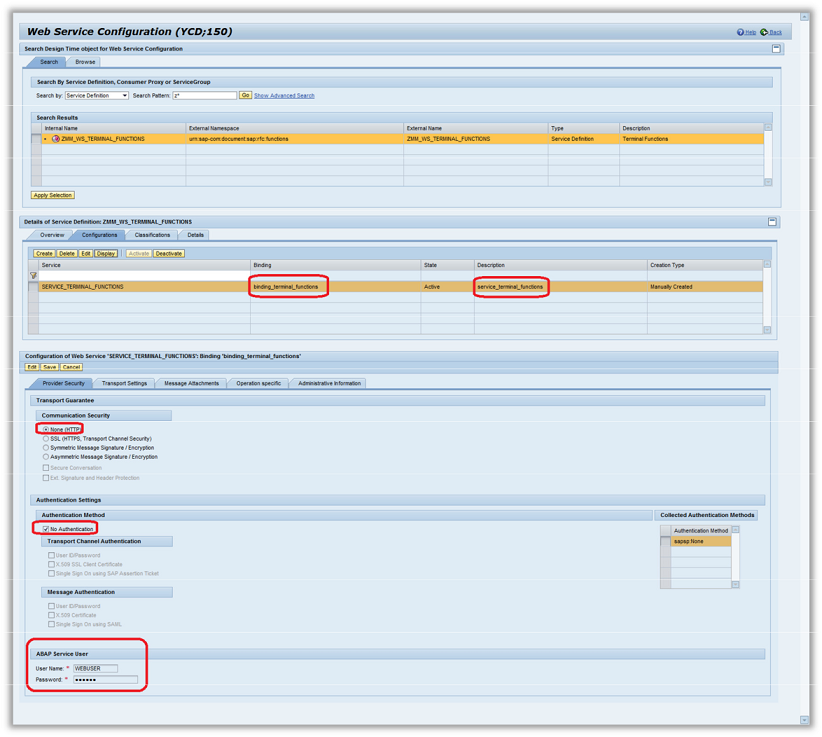 Web Service Configuration (YCD;150)
Help Back
Search Design Time object for Web Service Configuration
Search Browse
Search By Service Definition, Consumer Proxy or ServiceGroup
Search by: Service Definition Search Pattern: z* Go Show Advanced Search
Search Results
Internal Name External Namespace External Name Type Description
ZMM_WS_TERMINAL_FUNCTIONS urn:sap-com:document:sap:rfc:functions ZMM_WS_TERMINAL_FUNCTIONS Service Definition Terminal Functions
Apply Selection
Details of Service Definition: ZMM_WS_TERMINAL_FUNCTIONS
Overview Configurations Classifications Details
Create Delete Edit Display Activate Deactivate
Service Binding State Description Creation Type
SERVICE_TERMINAL_FUNCTIONS binding_terminal_functions Active service_terminal_functions Manually Created
Configuration of Web Service 'SERVICE_TERMINAL_FUNCTIONS': Binding 'binding_terminal_functions'
Edit Save Cancel
Provider Security Transport Settings Message Attachments Operation specific Administrative Information
Transport Guarantee
Communication Security
None (HTTP)
SSL (HTTPS, Transport Channel Security)
Symmetric Message Signature / Encryption
Asymmetric Message Signature / Encryption
Secure Conversation
Ext. Signature and Header Protection
Authentication Settings
Authentication Method Collected Authentication Methods
No Authentication Authentication Method
Transport Channel Authentication sapsp:None
User ID/Password
X.509 SSL Client Certificate
Single Sign On using SAP Assertion Ticket
Message Authentication
User ID/Password
X.509 Certificate
Single Sign On using SAML
ABAP Service User
User Name: * WEBUSER
Password: * ••••••